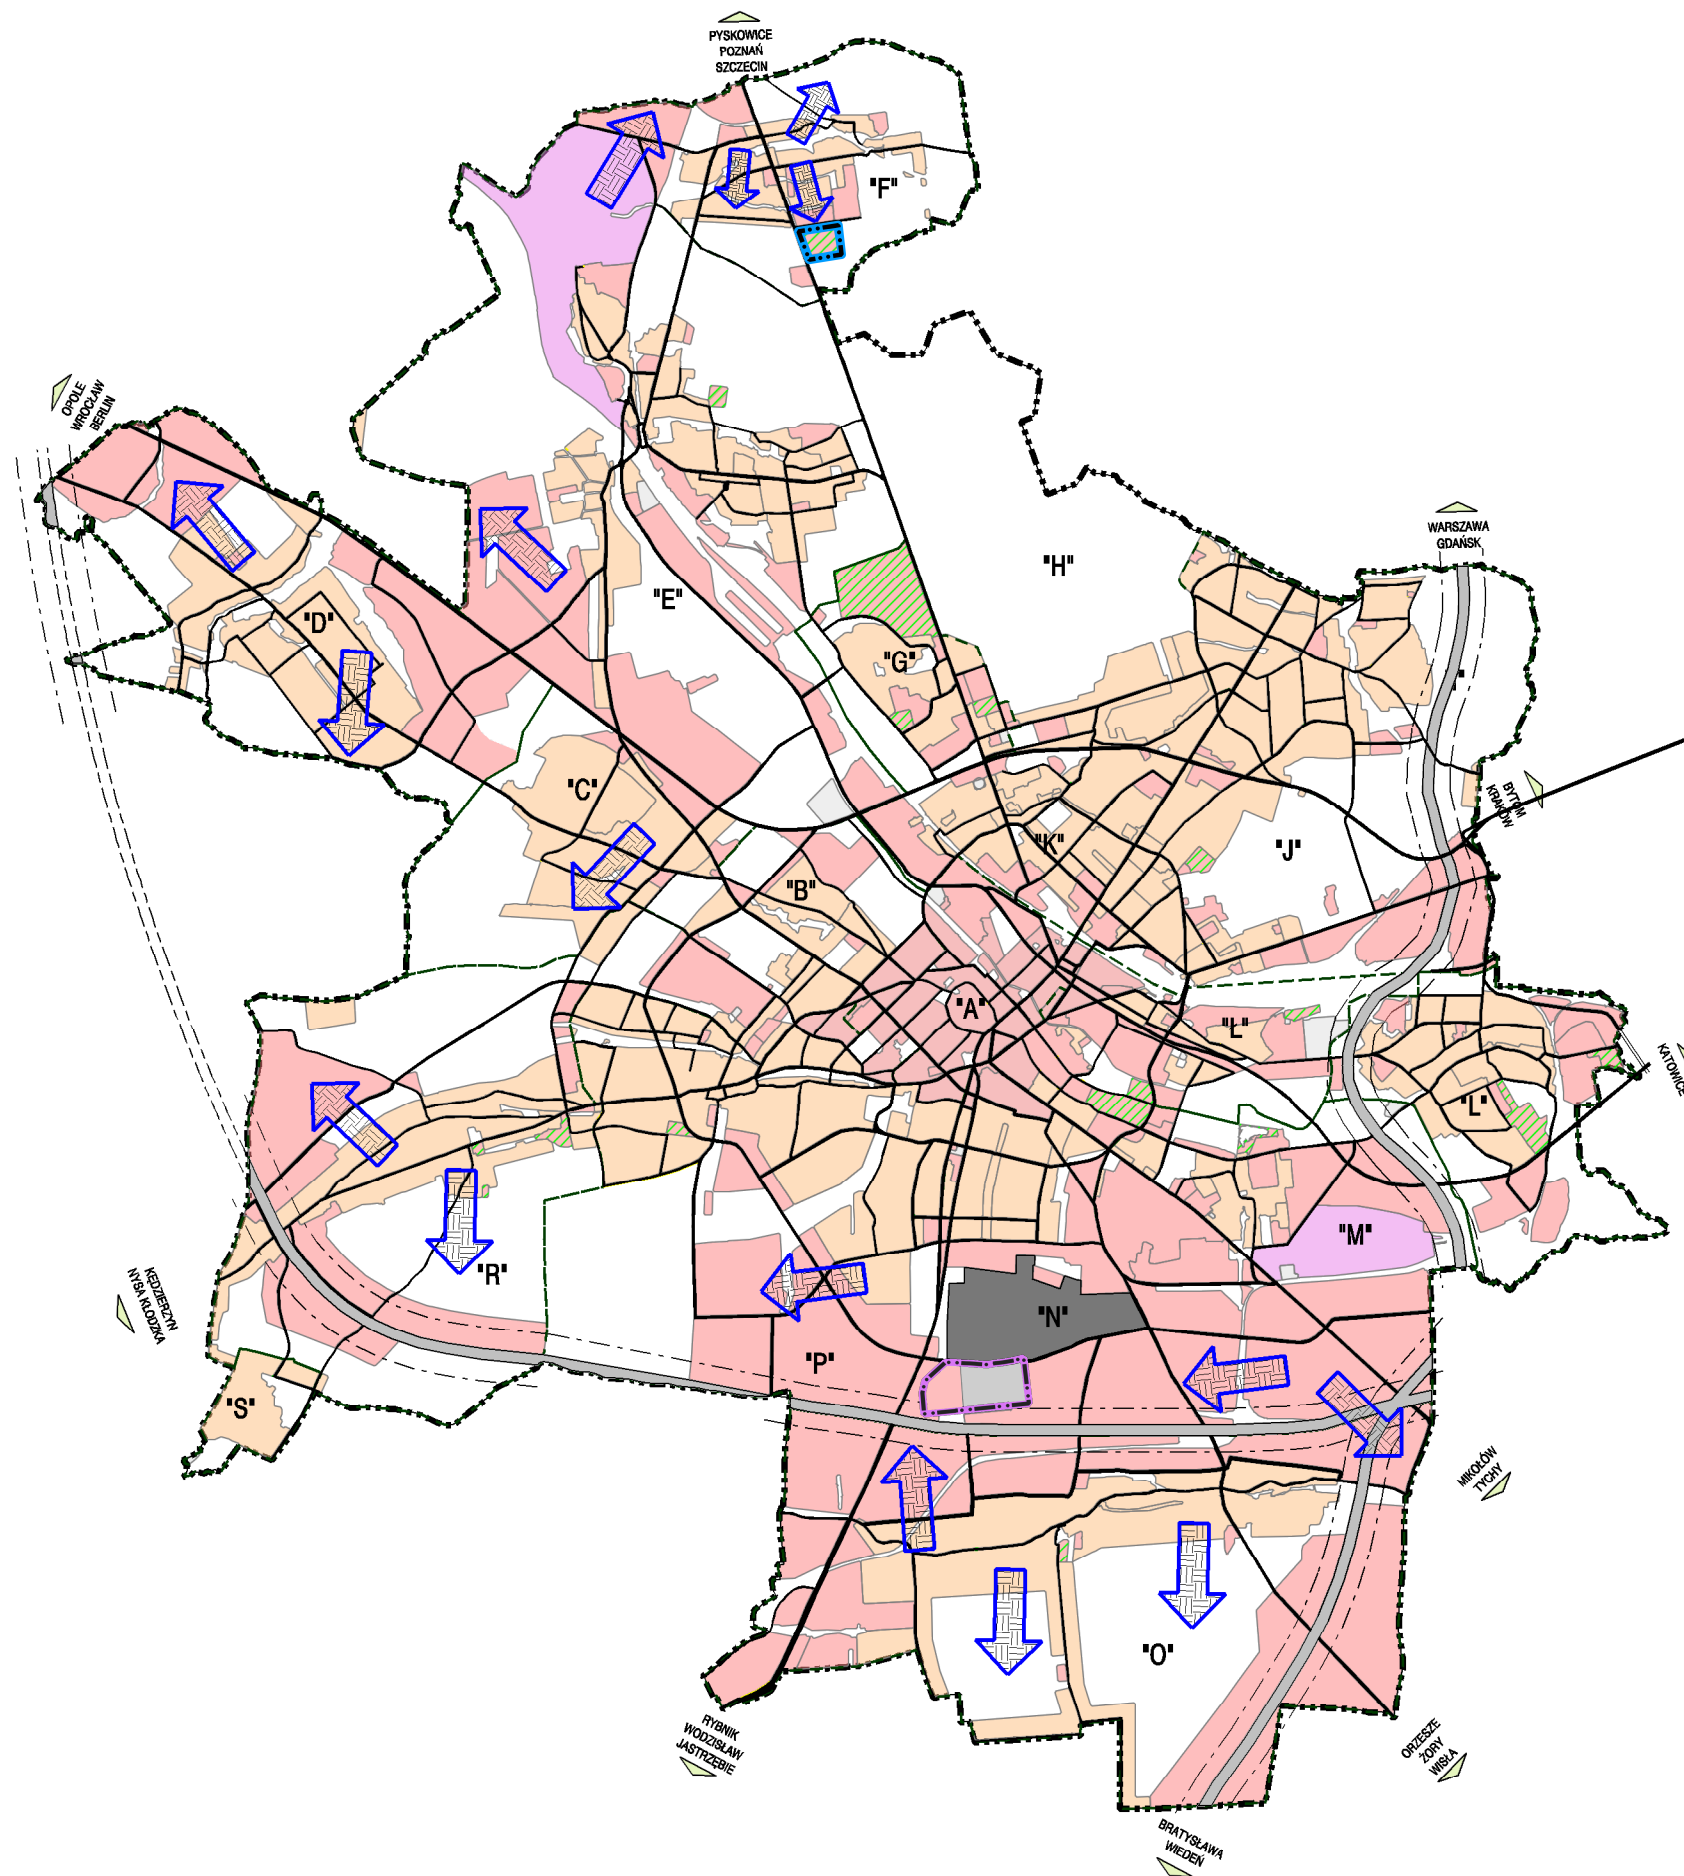 PYSKOWICE
POZNAŃ
SZCZECIN
"F"
OPOLE
WROCŁAW
BERLIN
WARSZAWA
GDAŃSK
"H"
"E"
"D"
"G"
"C"
BYTOM
KRAKÓW
"K"
"J"
"B"
"A"
"Ł"
KATOWICE
"L"
"M"
"R"
KĘDZIERZYN
NYSA KŁODZKA
"N"
"P"
"S"
MIKOŁÓW
TYCHY
"O"
RYBNIK
WODZISŁAW
JASTRZĘBIE
ORZESZE
ŻORY
WISŁA
BRATYSŁAWA
WIEDEŃ